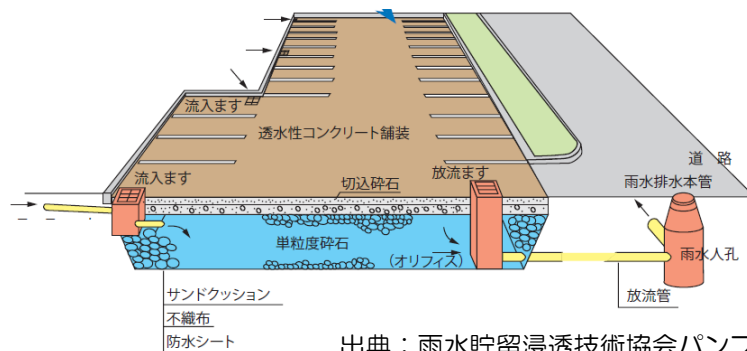 流入ます
透水性コンクリート舗装
道 路
流入ます
切込砕石
放流ます
雨水排水本管
単粒度砕石
(オリフィス)
雨水人孔
放流管
サンドクッション
不織布
防水シート
出典:雨水貯留浸透技術協会パンフ